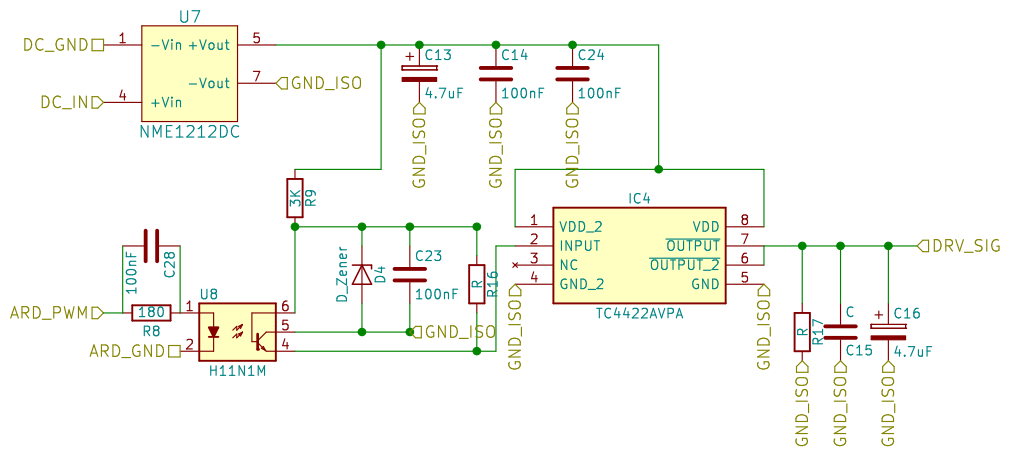 U7
DC_GND
1
-Vin
+Vout
5
-Vout
7
GND_ISO
DC_IN
4
+Vin
NME1212DC
+
C13
4.7uF
GND_ISO
C14
100nF
GND_ISO
C24
100nF
GND_ISO
3K
R9
100nF
C28
ARD_PWM
180
R8
ARD_GND
U8
1
2
6
5
4
H11N1M
D_Zener
D4
C23
100nF
GND_ISO
R
R16
IC4
1
VDD_2
VDD
8
2
INPUT
OUTPUT
7
3
NC
OUTPUT_2
6
4
GND_2
GND
5
TC4422AVPA
GND_ISO
GND_ISO
DRV_SIG
R
R17
GND_ISO
C
C15
GND_ISO
+
C16
4.7uF
GND_ISO